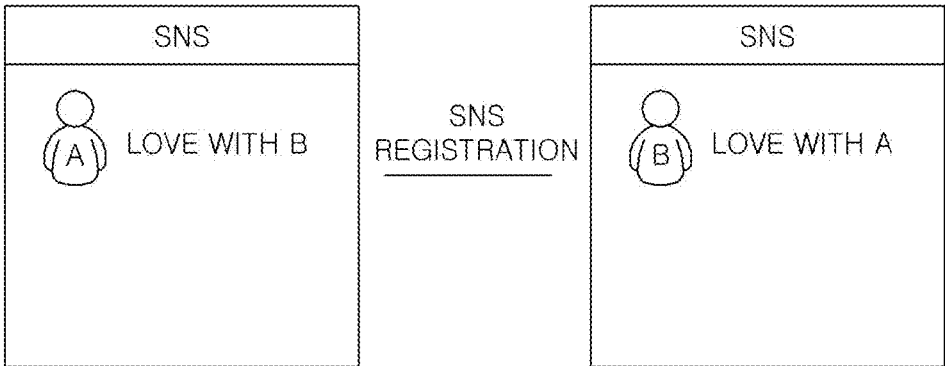 SNS
A LOVE WITH B
SNS
REGISTRATION
SNS
B LOVE WITH A